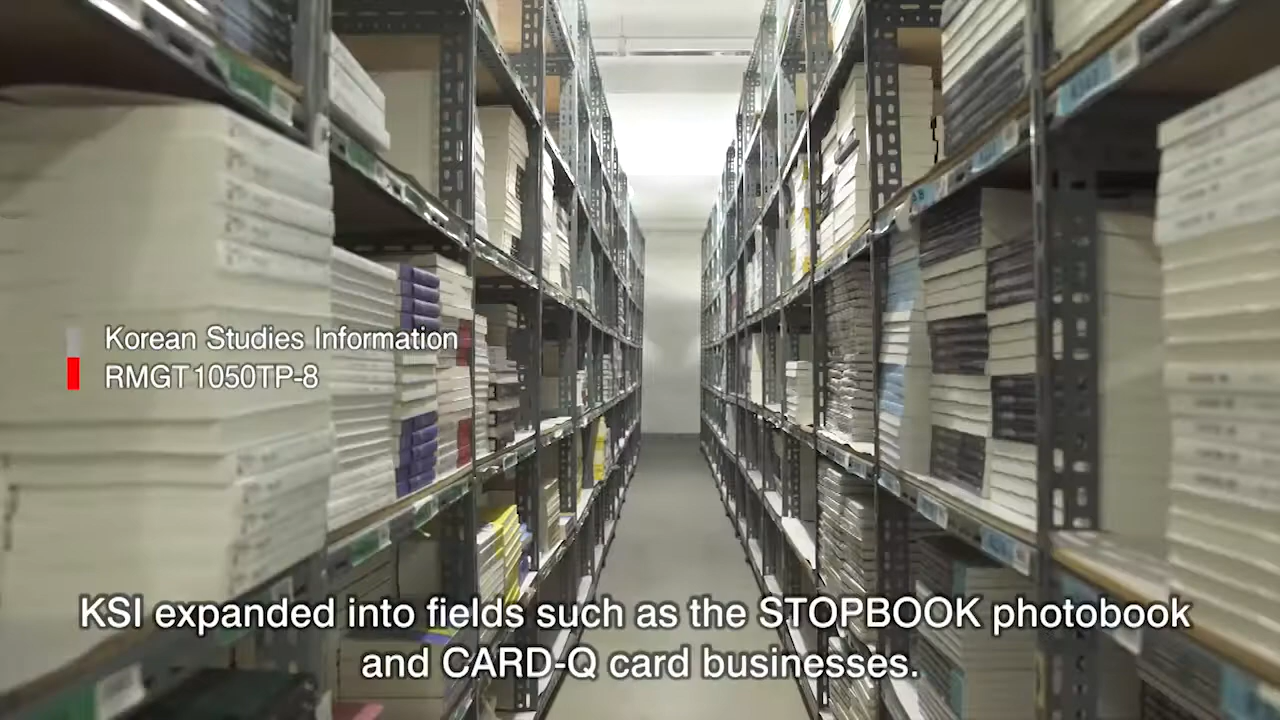 Korean Studies Information
RMGT 1050TP-8
KSI expanded into fields such as the STOPBOOK photobook
and CARD-Q card businesses.